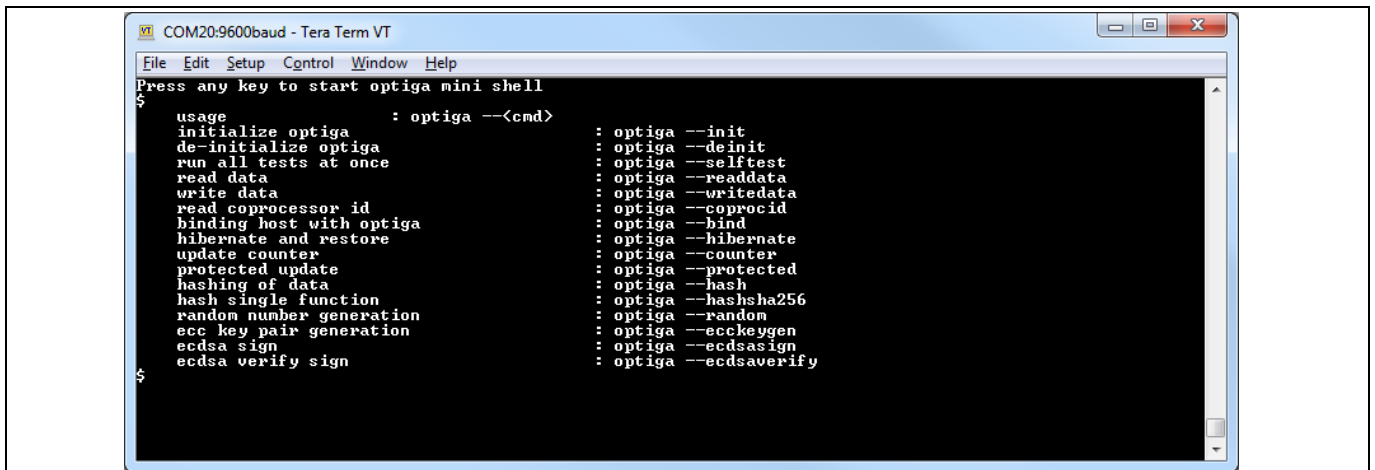 COM20:9600baud - Tera Term VT
File Edit Setup Control Window Help
Press any key to start optiga mini shell
$
usage : optiga --<cmd>
initialize optiga : optiga --init
de-initialize optiga : optiga --deinit
run all tests at once : optiga --selftest
read data : optiga --readdata
write data : optiga --writedata
read coprocessor id : optiga --coprocid
binding host with optiga : optiga --bind
hibernate and restore : optiga --hibernate
update counter : optiga --counter
protected update : optiga --protected
hashing of data : optiga --hash
hash single function : optiga --hashsha256
random number generation : optiga --random
ecc key pair generation : optiga --ecckeygen
ecdsa sign : optiga --ecdsasign
ecdsa verify sign : optiga --ecdsaverify
$